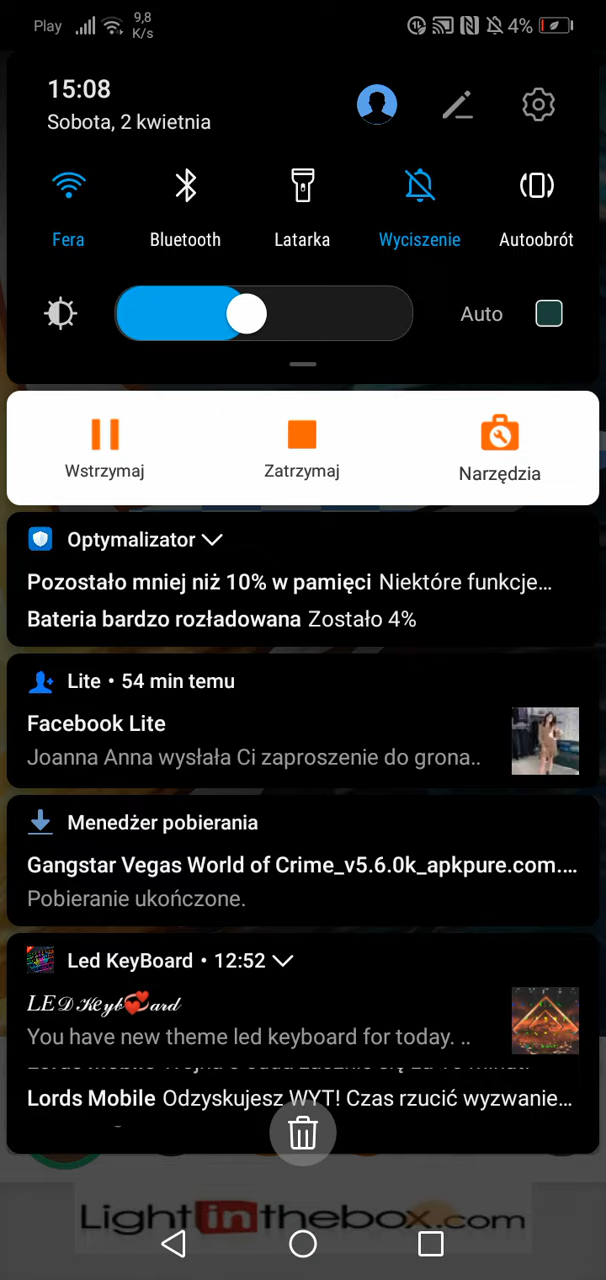 Play 9,8 K/s 4%
15:08
Sobota, 2 kwietnia
Fera Bluetooth Latarka Wyciszenie Autoobrót
Auto
Wstrzymaj Zatrzymaj Narzędzia
Optymalizator
Pozostało mniej niż 10% w pamięci Niektóre funkcje...
Bateria bardzo rozładowana Zostało 4%
Lite • 54 min temu
Facebook Lite
Joanna Anna wysłała Ci zaproszenie do grona..
Menedżer pobierania
Gangstar Vegas World of Crime_v5.6.0k_apkpure.com....
Pobieranie ukończone.
Led KeyBoard • 12:52
LED Keyb❤ard
You have new theme led keyboard for today. ..
Lords Mobile Odzyskujesz WYT! Czas rzucić wyzwanie...
Lightinthebox.com